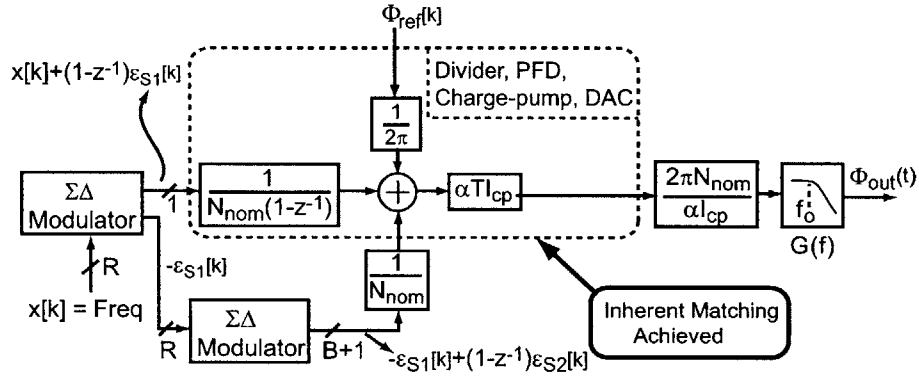 Φref[k]
x[k]+(1-z-1)εS1[k]
Divider, PFD,
Charge-pump, DAC
1
2π
ΣΔ
Modulator
1
1
Nnom(1-z-1)
+
αTIcp
2πNnom
αIcp
fo
G(f)
Φout(t)
R
-εS1[k]
x[k] = Freq
1
Nnom
R
ΣΔ
Modulator
B+1
-εS1[k]+(1-z-1)εS2[k]
Inherent Matching
Achieved